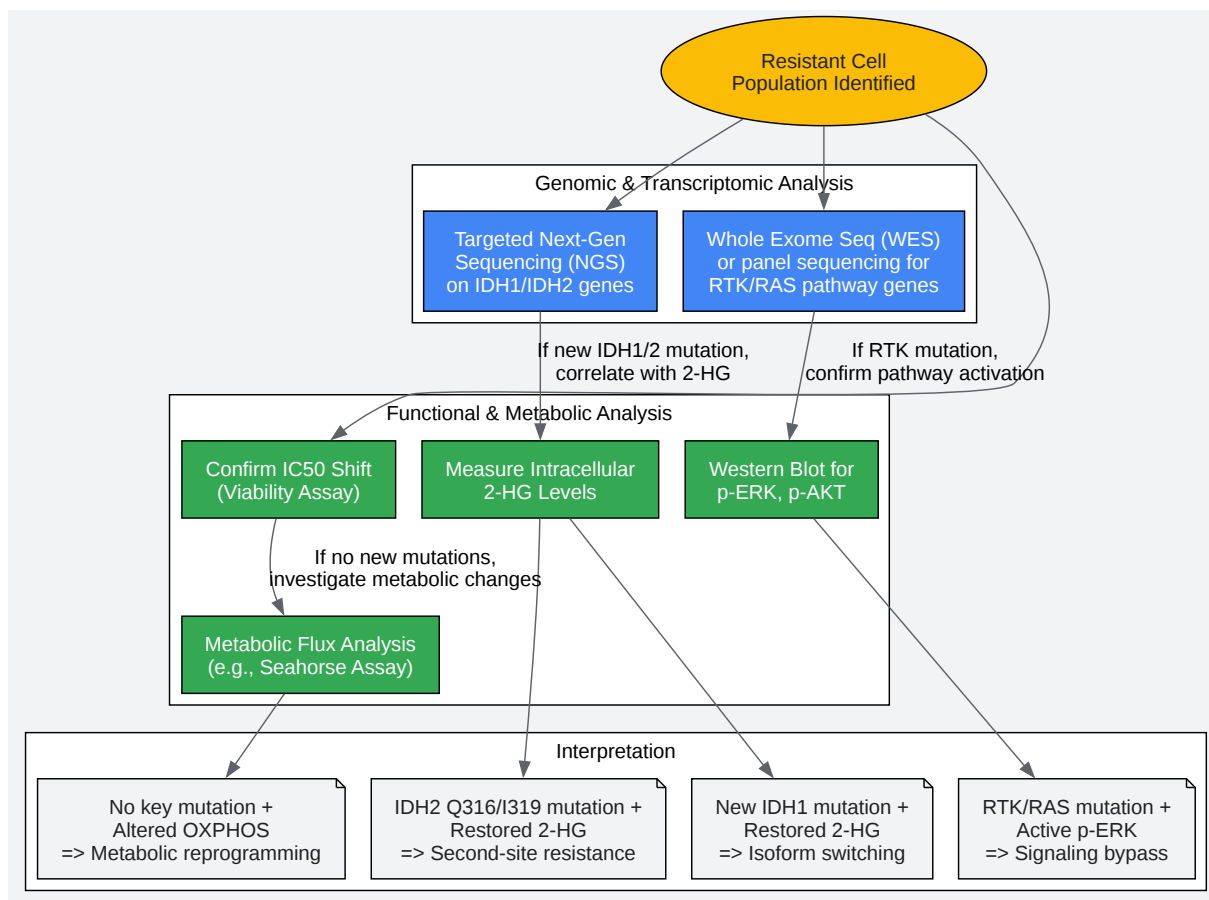 Resistant Cell
Population Identified
Genomic & Transcriptomic Analysis
Targeted Next-Gen
Sequencing (NGS)
on IDH1/IDH2 genes
Whole Exome Seq (WES)
or panel sequencing for
RTK/RAS pathway genes
If new IDH1/2 mutation,
correlate with 2-HG
If RTK mutation,
confirm pathway activation
Functional & Metabolic Analysis
Confirm IC50 Shift
(Viability Assay)
Measure Intracellular
2-HG Levels
Western Blot for
p-ERK, p-AKT
If no new mutations,
investigate metabolic changes
Metabolic Flux Analysis
(e.g., Seahorse Assay)
Interpretation
No key mutation +
Altered OXPHOS
=> Metabolic reprogramming
IDH2 Q316/I319 mutation +
Restored 2-HG
=> Second-site resistance
New IDH1 mutation +
Restored 2-HG
=> Isoform switching
RTK/RAS mutation +
Active p-ERK
=> Signaling bypass